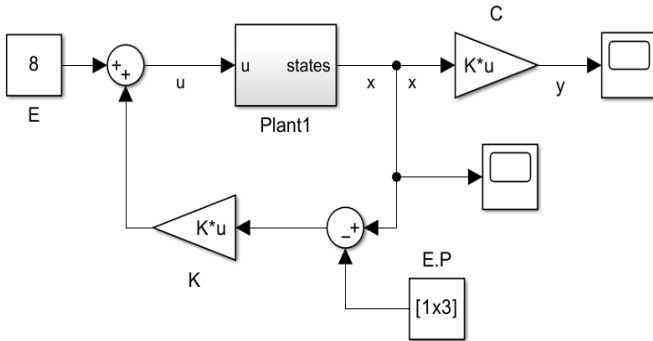 C
8
+
+
u
states
K*u
u
x
x
y
E
Plant1
K*u
+
−
K
E.P
[1x3]